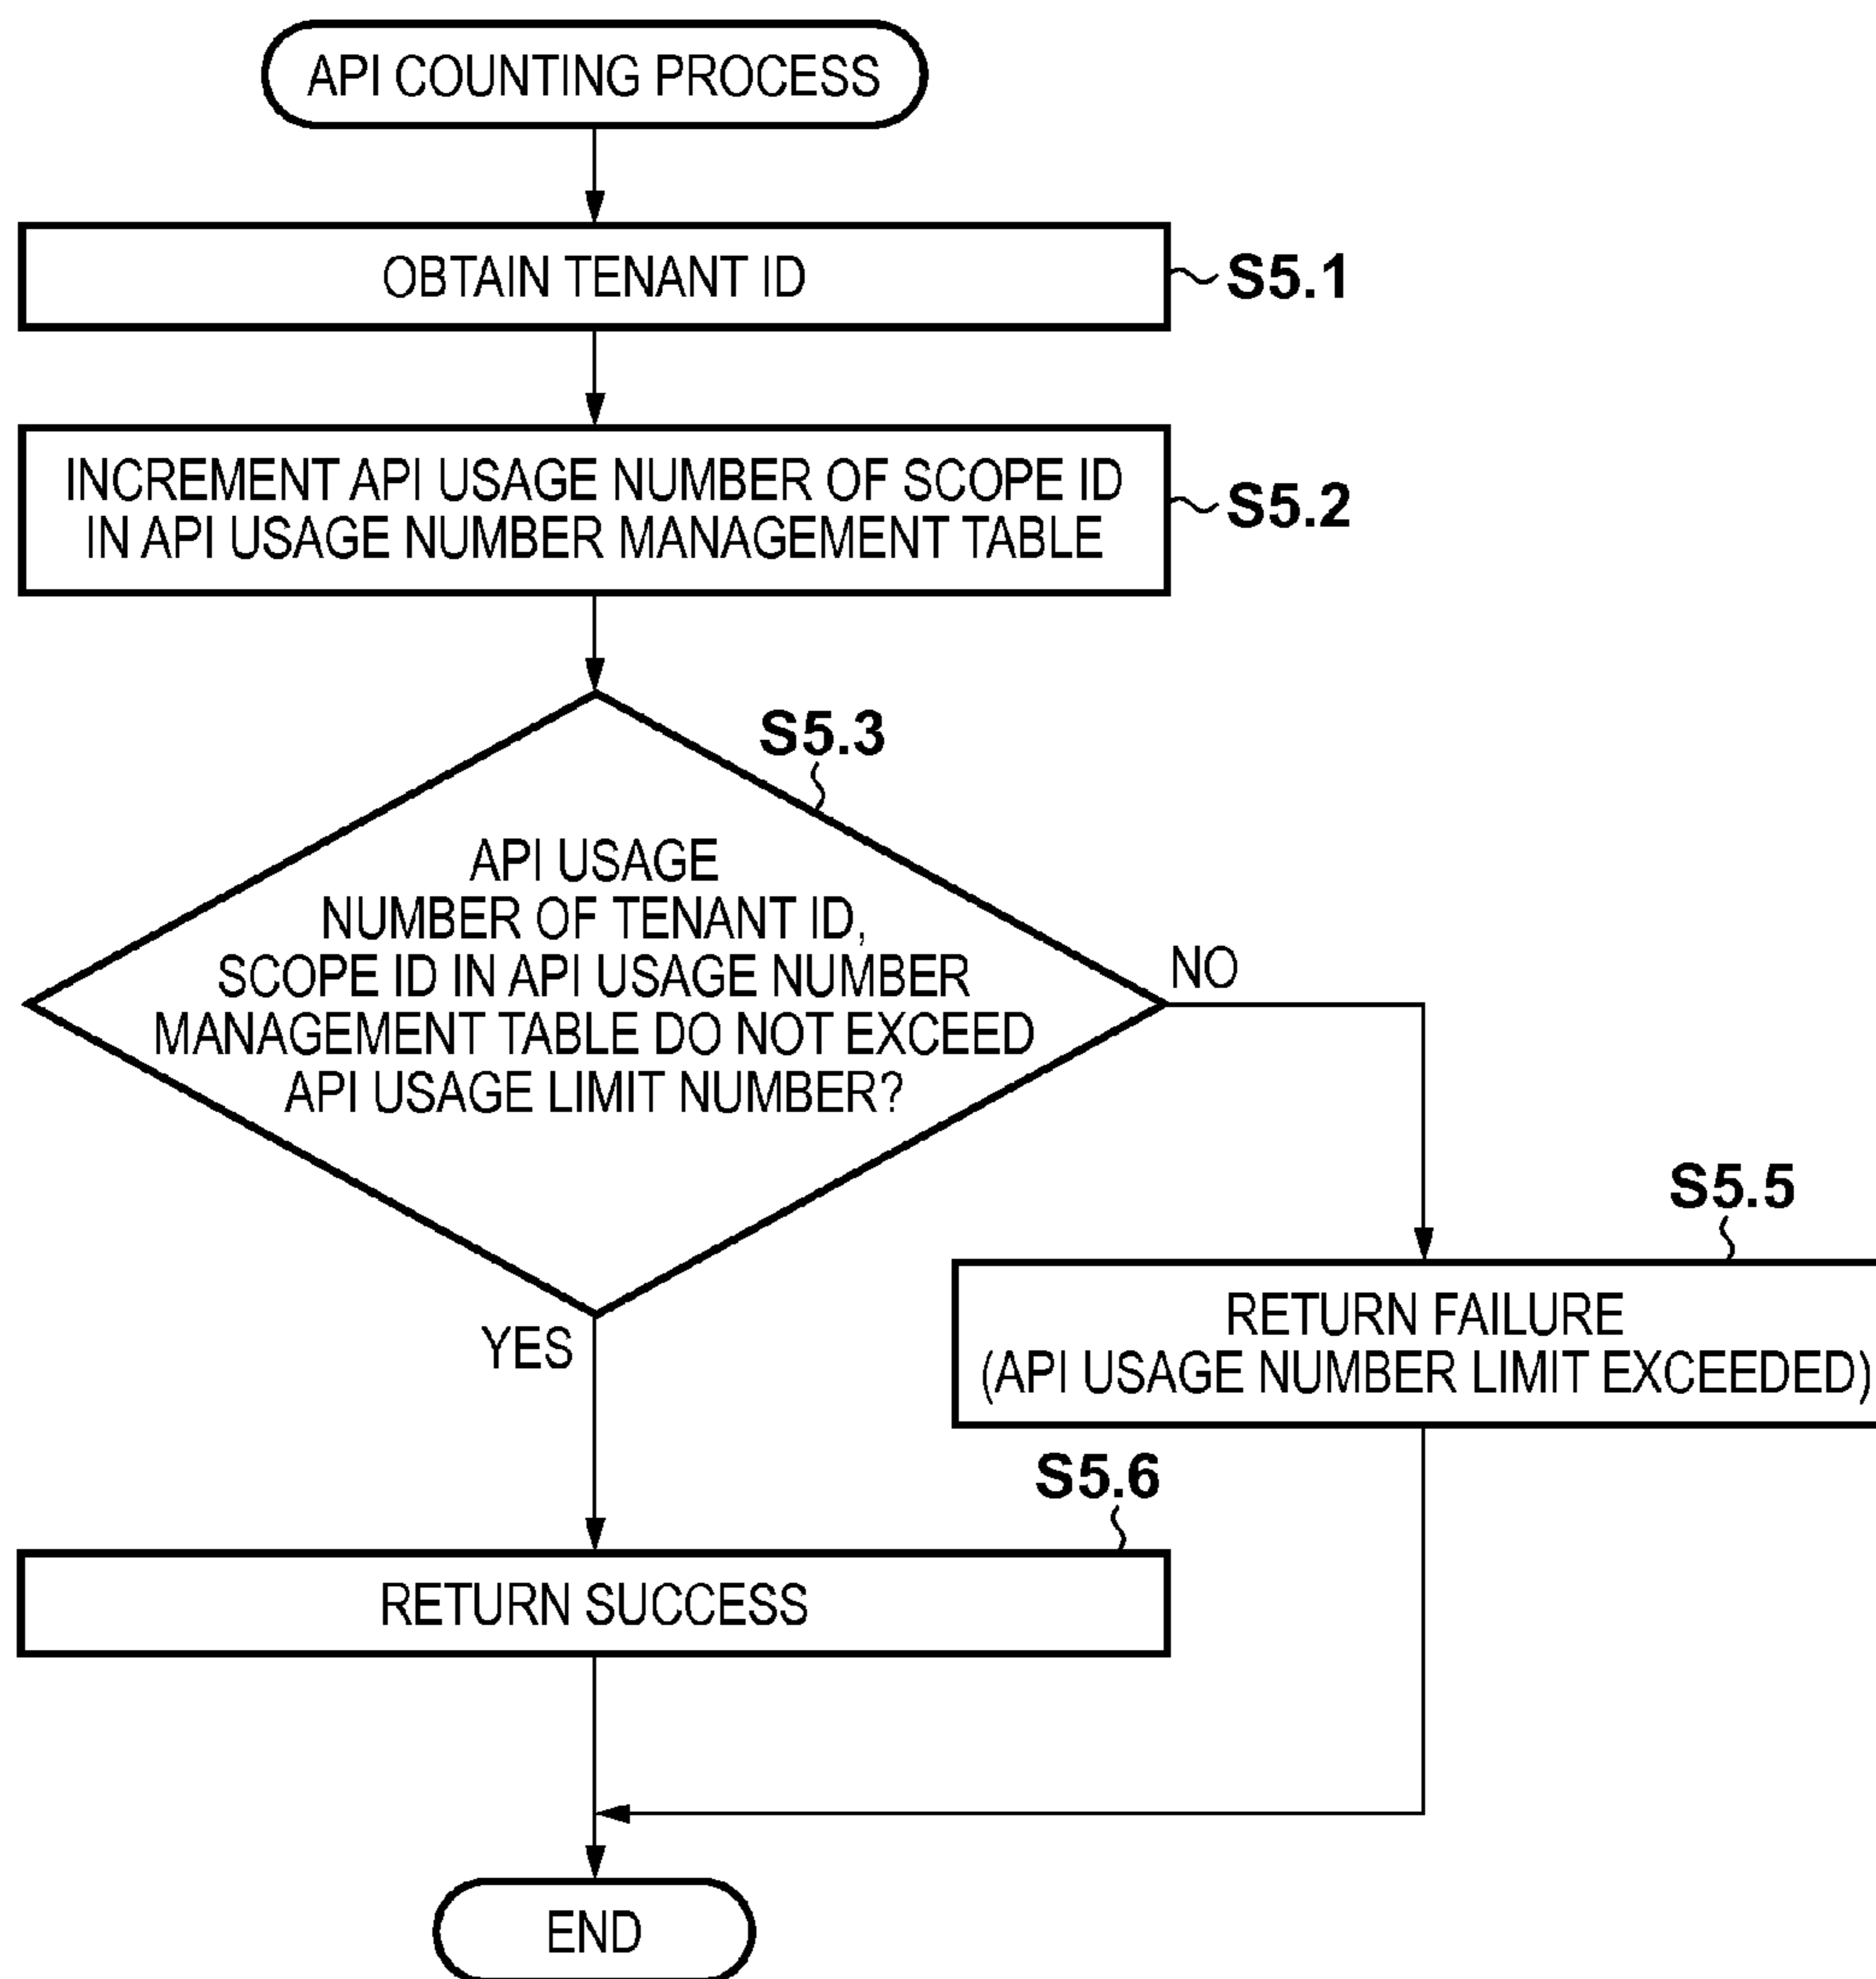 API COUNTING PROCESS
OBTAIN TENANT ID
S5.1
INCREMENT API USAGE NUMBER OF SCOPE ID
IN API USAGE NUMBER MANAGEMENT TABLE
S5.2
S5.3
API USAGE
NUMBER OF TENANT ID,
SCOPE ID IN API USAGE NUMBER
MANAGEMENT TABLE DO NOT EXCEED
API USAGE LIMIT NUMBER?
NO
YES
S5.5
RETURN FAILURE
(API USAGE NUMBER LIMIT EXCEEDED)
S5.6
RETURN SUCCESS
END